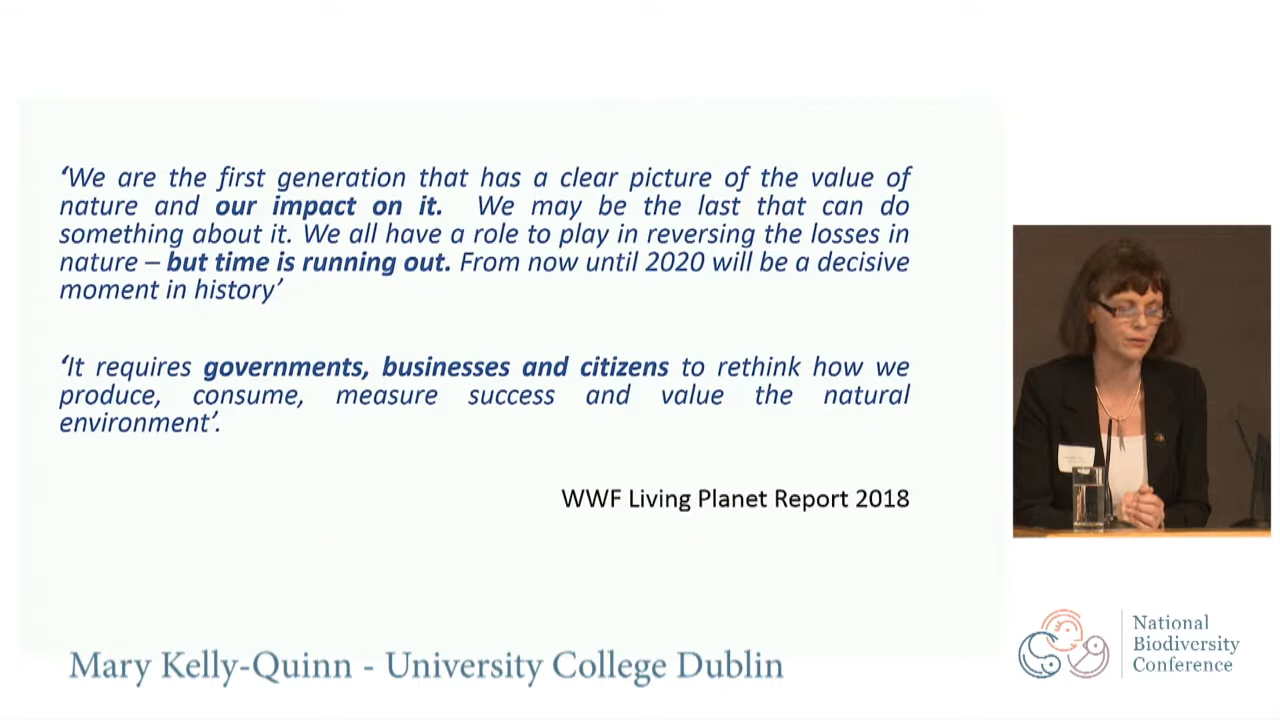 ‘We are the first generation that has a clear picture of the value of
nature and our impact on it. We may be the last that can do
something about it. We all have a role to play in reversing the losses in
nature – but time is running out. From now until 2020 will be a decisive
moment in history’
‘It requires governments, businesses and citizens to rethink how we
produce, consume, measure success and value the natural
environment’.
WWF Living Planet Report 2018
Mary Kelly-Quinn - University College Dublin
National
Biodiversity
Conference